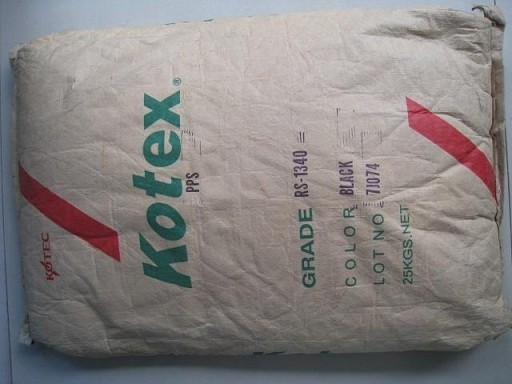 KOTEC
Kotex®
PPS
GRADE RS-1340
COLOR BLACK
LOT NO 71074
25KGS.NET